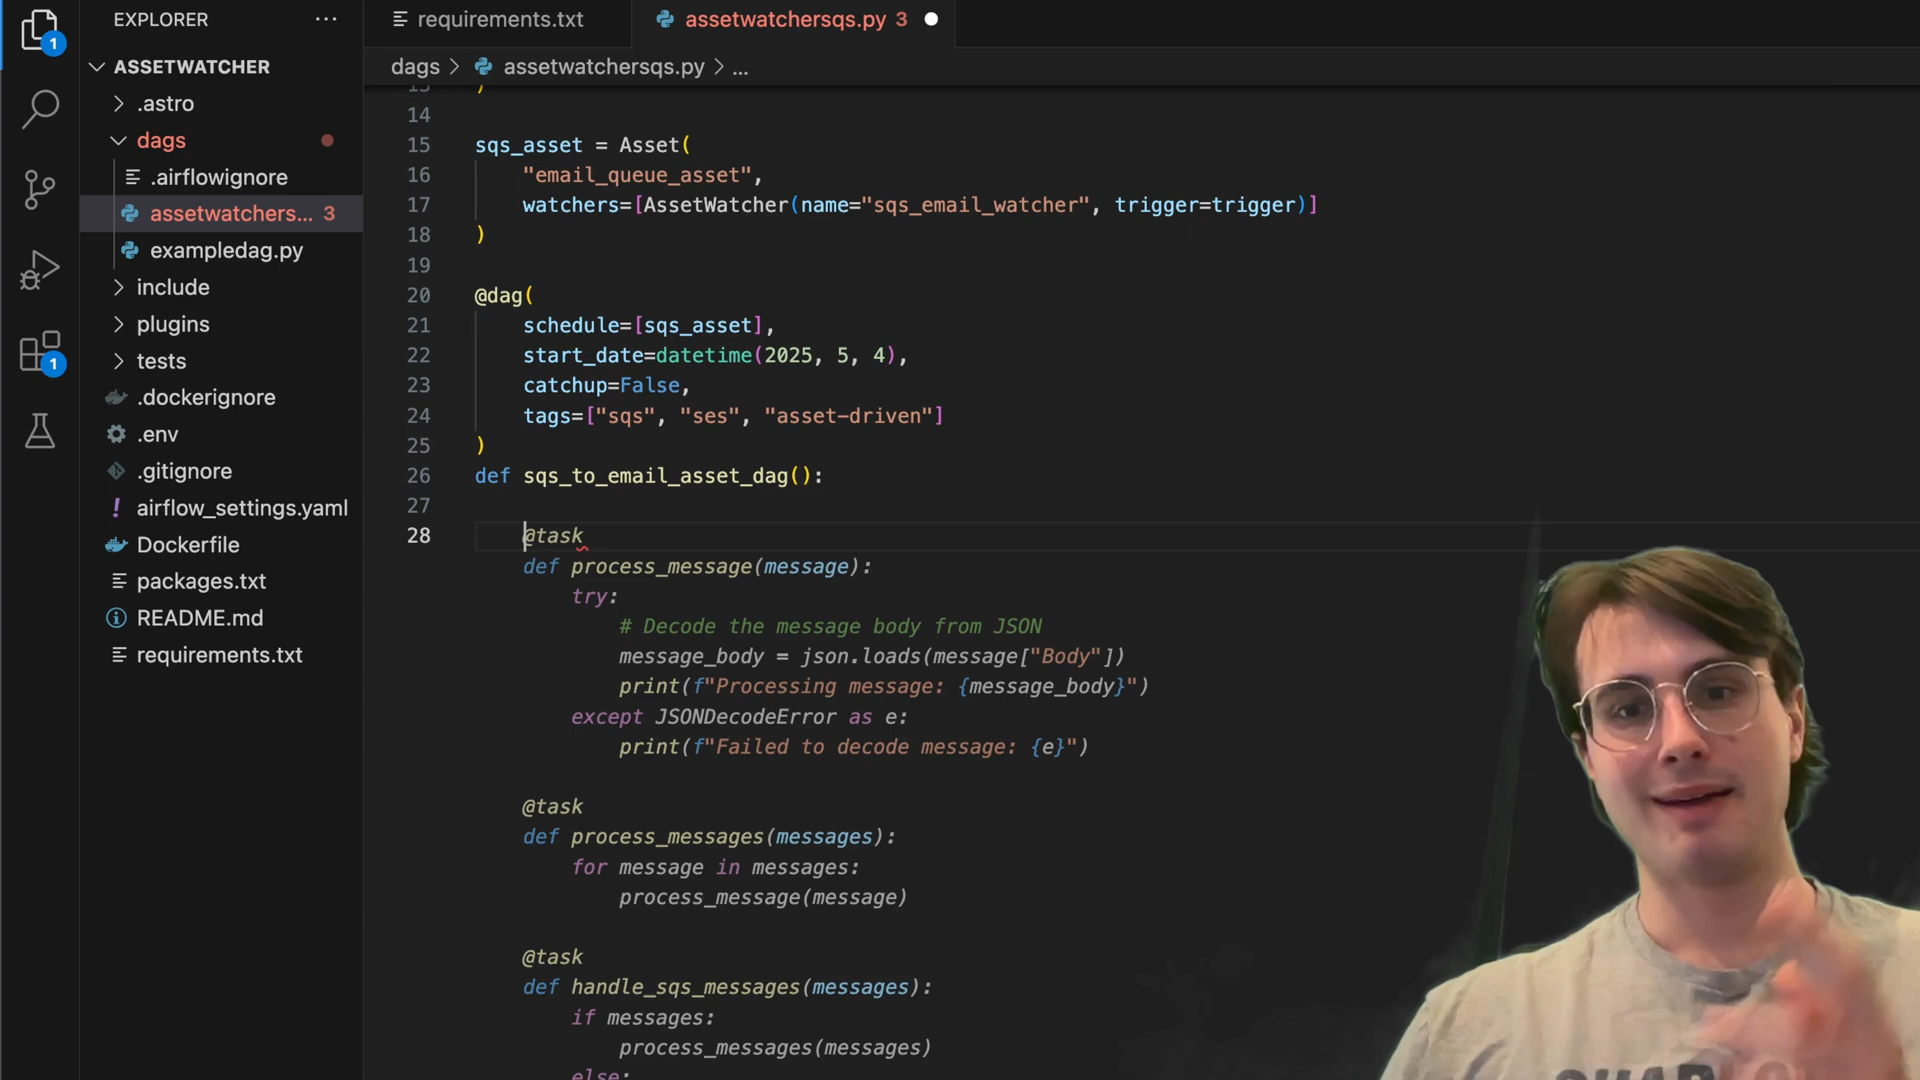 EXPLORER
ASSETWATCHER
.astro
dags
.airflowignore
assetwatchers... 3
exampledag.py
include
plugins
tests
.dockerignore
.env
.gitignore
airflow_settings.yaml
Dockerfile
packages.txt
README.md
requirements.txt
1
1
requirements.txt
assetwatchersqs.py 3
dags > assetwatchersqs.py > ...
13 )
14
15 sqs_asset = Asset(
16 "email_queue_asset",
17 watchers=[AssetWatcher(name="sqs_email_watcher", trigger=trigger)]
18 )
19
20 @dag(
21 schedule=[sqs_asset],
22 start_date=datetime(2025, 5, 4),
23 catchup=False,
24 tags=["sqs", "ses", "asset-driven"]
25 )
26 def sqs_to_email_asset_dag():
27
28 @task
def process_message(message):
try:
# Decode the message body from JSON
message_body = json.loads(message["Body"])
print(f"Processing message: {message_body}")
except JSONDecodeError as e:
print(f"Failed to decode message: {e}")
@task
def process_messages(messages):
for message in messages:
process_message(message)
@task
def handle_sqs_messages(messages):
if messages:
process_messages(messages)
else: